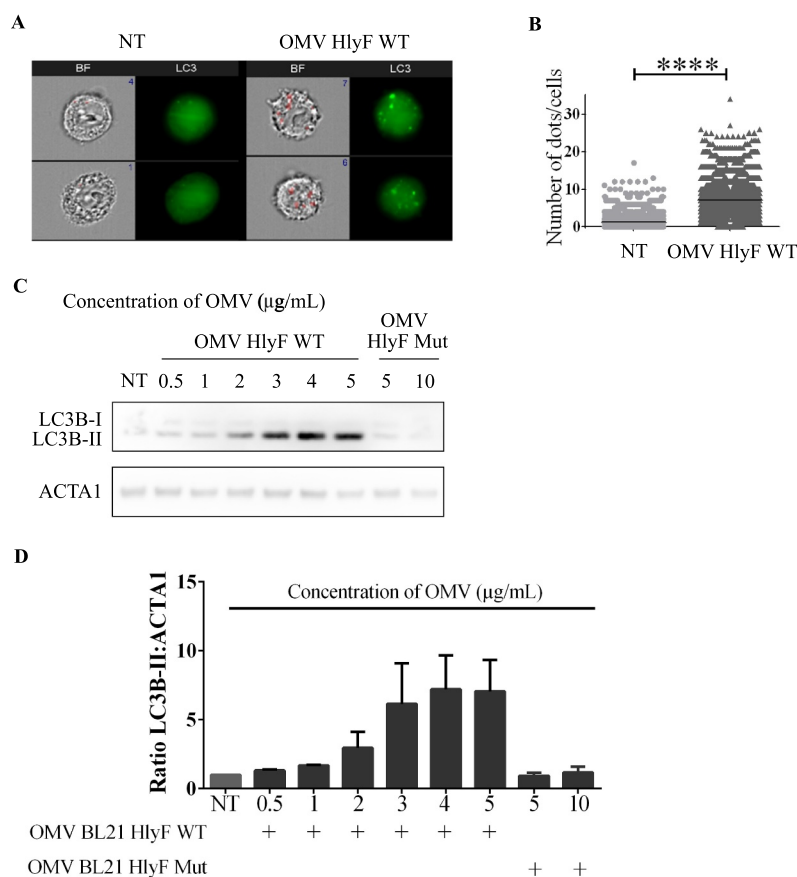 A
NT OMV HlyF WT
BF LC3 BF LC3
4 7
1 6
B
****
Number of dots/cells
30
20
10
0
NT OMV HlyF WT
C
Concentration of OMV (µg/mL)
OMV HlyF WT
OMV
HlyF Mut
NT 0.5 1 2 3 4 5 5 10
LC3B-I
LC3B-II
ACTA1
D
Ratio LC3B-II:ACTA1
15
10
5
0
Concentration of OMV (µg/mL)
NT 0.5 1 2 3 4 5 5 10
OMV BL21 HlyF WT + + + + + +
OMV BL21 HlyF Mut + +